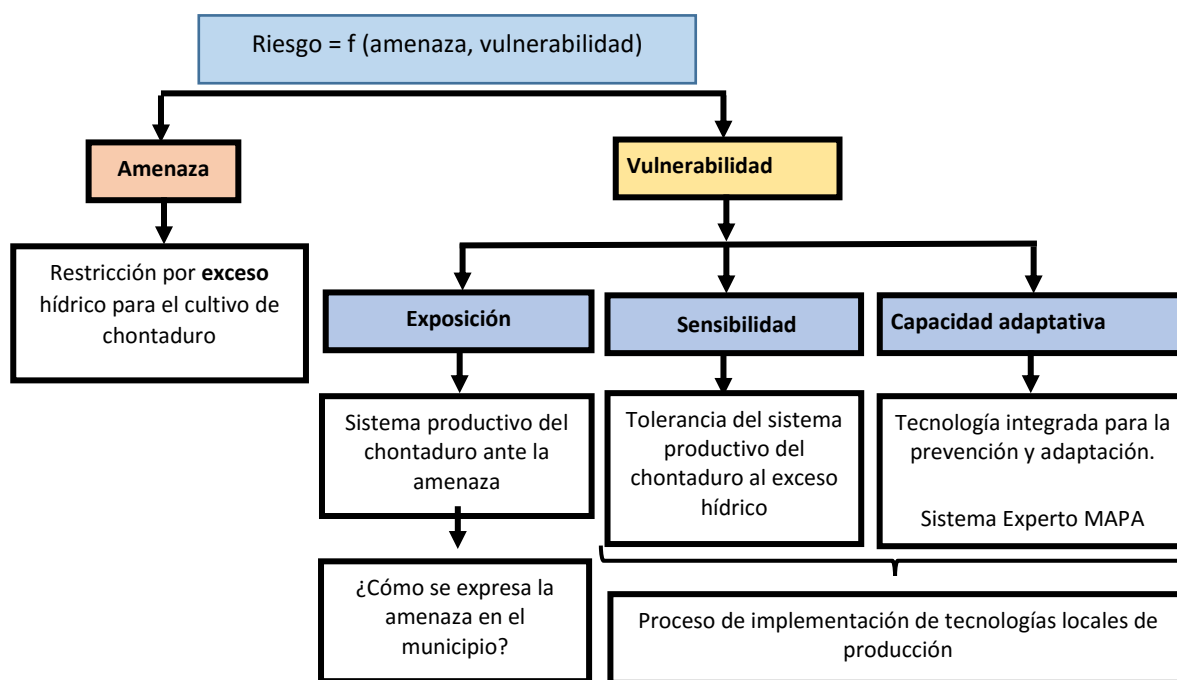 Riesgo = f (amenaza, vulnerabilidad)
Amenaza
Vulnerabilidad
Restricción por exceso
hídrico para el cultivo de
chontaduro
Exposición
Sensibilidad
Capacidad adaptativa
Sistema productivo del
chontaduro ante la
amenaza
Tolerancia del sistema
productivo del
chontaduro al exceso
hídrico
Tecnología integrada para la
prevención y adaptación.
Sistema Experto MAPA
¿Cómo se expresa la
amenaza en el
municipio?
Proceso de implementación de tecnologías locales de
producción